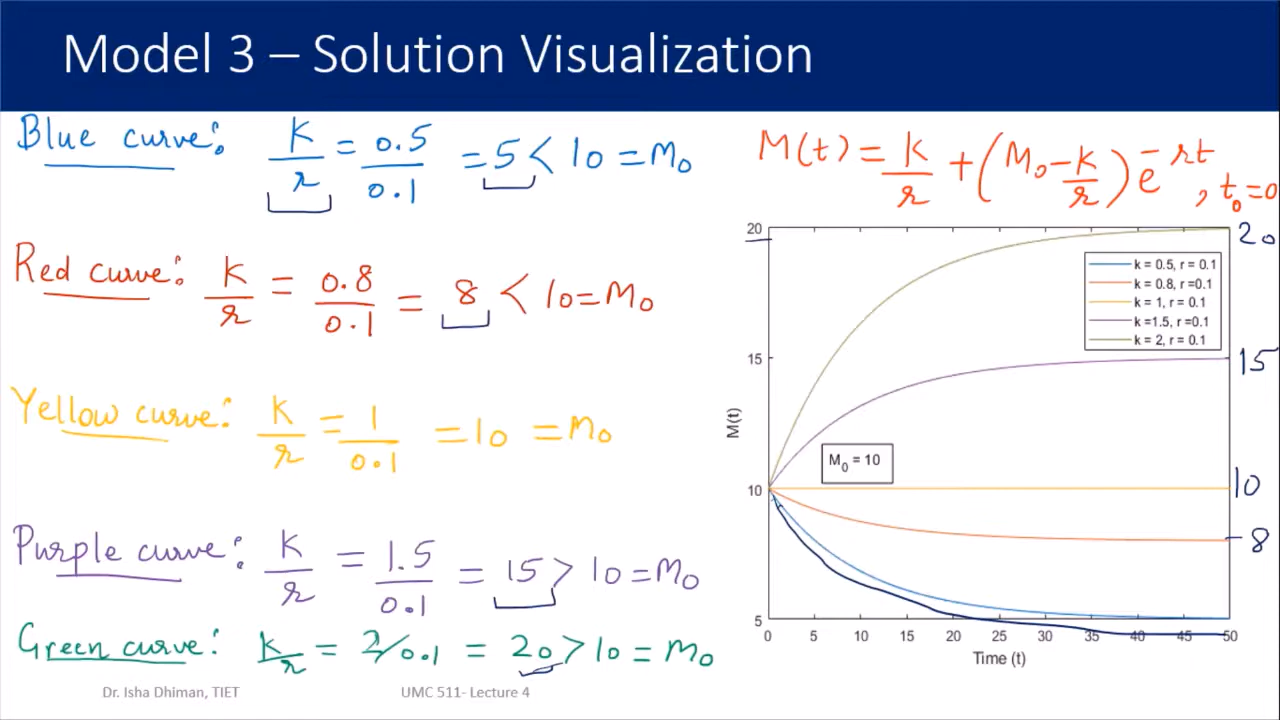 Model 3 – Solution Visualization
Blue curve: k/r = 0.5/0.1 = 5 < 10 = M₀
M(t) = k/r + (M₀ - k/r) e^(-rt), t₀ = 0
Red curve: k/r = 0.8/0.1 = 8 < 10 = M₀
Yellow curve: k/r = 1/0.1 = 10 = M₀
Purple curve: k/r = 1.5/0.1 = 15 > 10 = M₀
Green curve: k/r = 2/0.1 = 20 > 10 = M₀
20
15
10
5
M(t)
k = 0.5, r = 0.1
k = 0.8, r =0.1
k = 1, r = 0.1
k =1.5, r =0.1
k = 2, r = 0.1
M₀ = 10
20
15
10
8
0 5 10 15 20 25 30 35 40 45 50
Time (t)
Dr. Isha Dhiman, TIET
UMC 511- Lecture 4